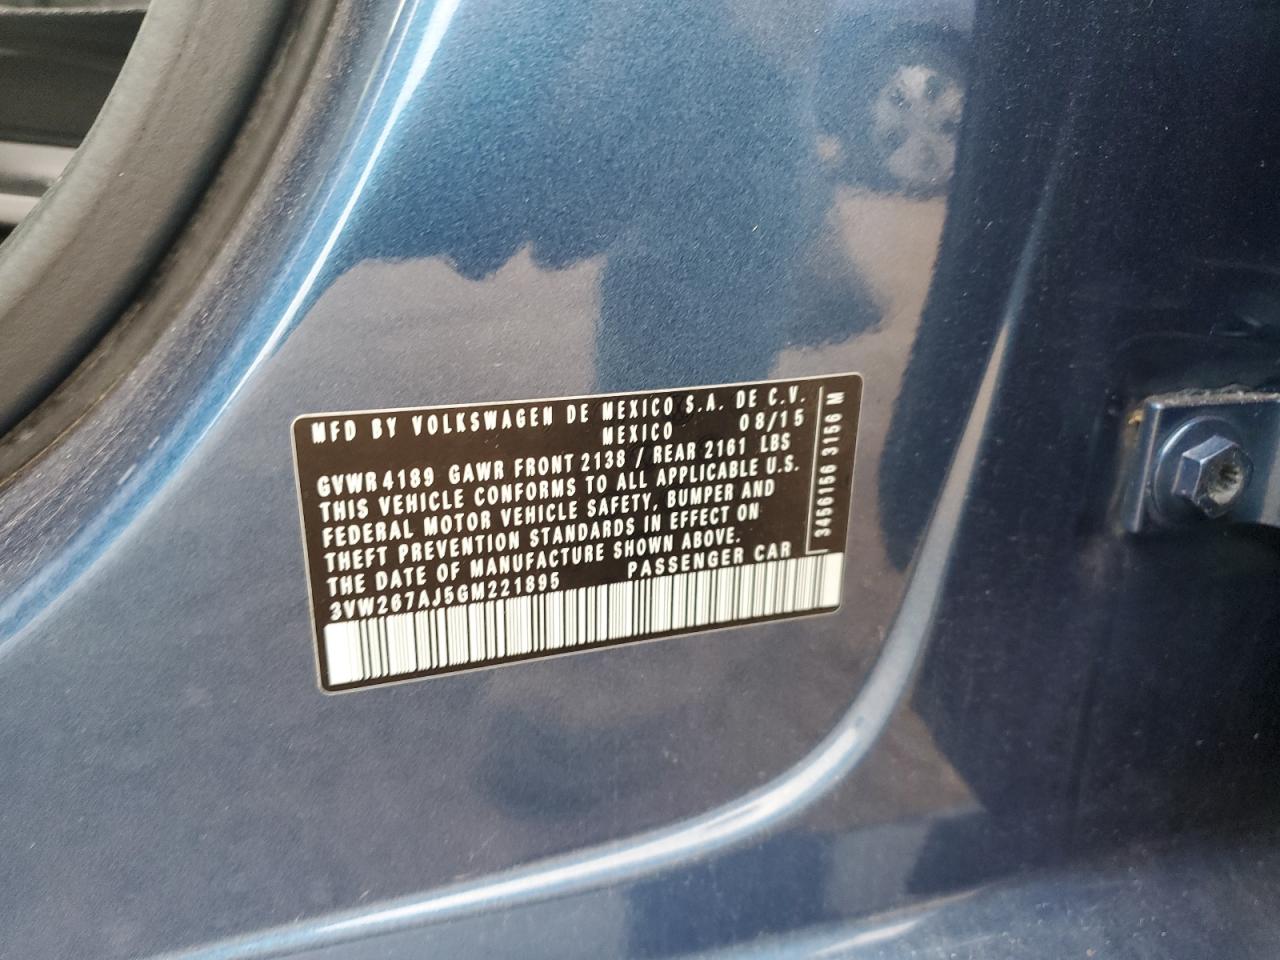 MFD BY VOLKSWAGEN DE MEXICO S.A. DE C.V.
MEXICO 08/15
GVWR 4189 GAWR FRONT 2138 / REAR 2161 LBS
THIS VEHICLE CONFORMS TO ALL APPLICABLE U.S.
FEDERAL MOTOR VEHICLE SAFETY, BUMPER AND
THEFT PREVENTION STANDARDS IN EFFECT ON
THE DATE OF MANUFACTURE SHOWN ABOVE.
3VW267AJ5GM221895 PASSENGER CAR
3456156 3156 M